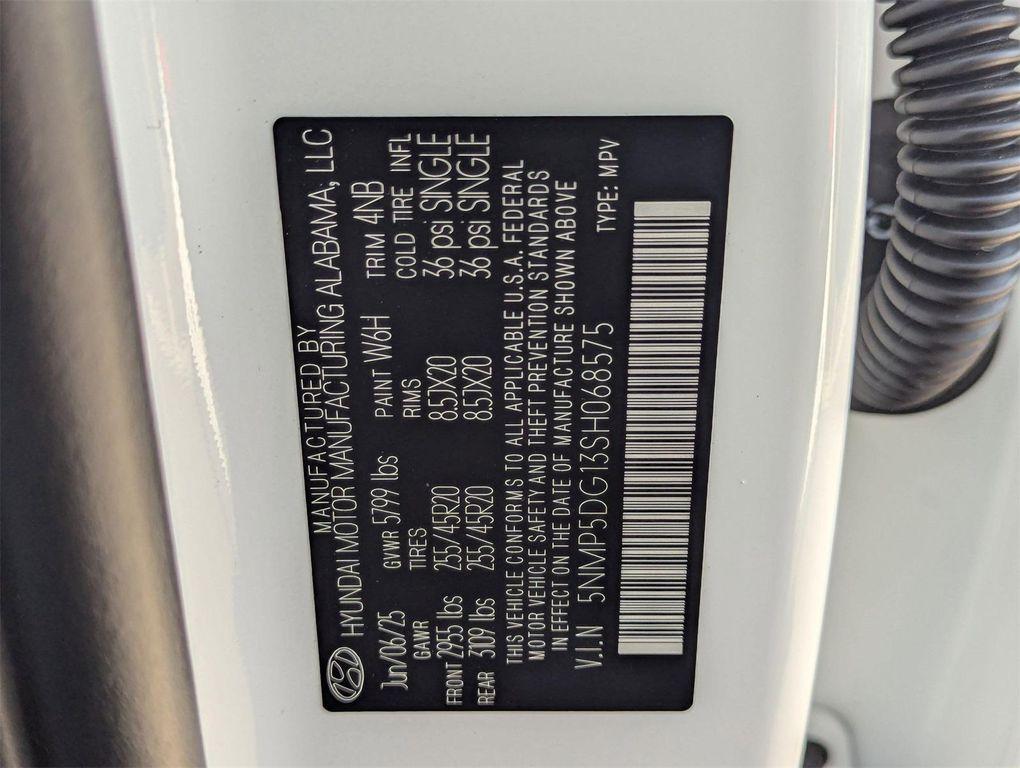 MANUFACTURED BY
HYUNDAI MOTOR MANUFACTURING ALABAMA, LLC
Jun/06/25 GVWR 5799 lbs PAINT W6H TRIM 4NB
GAWR TIRES RIMS COLD TIRE INFL
FRONT 2955 lbs 255/45R20 8.5JX20 36 psi SINGLE
REAR 3109 lbs 255/45R20 8.5JX20 36 psi SINGLE
THIS VEHICLE CONFORMS TO ALL APPLICABLE U.S.A. FEDERAL
MOTOR VEHICLE SAFETY AND THEFT PREVENTION STANDARDS
IN EFFECT ON THE DATE OF MANUFACTURE SHOWN ABOVE
V.I.N 5NMP5DG13SH068575 TYPE: MPV